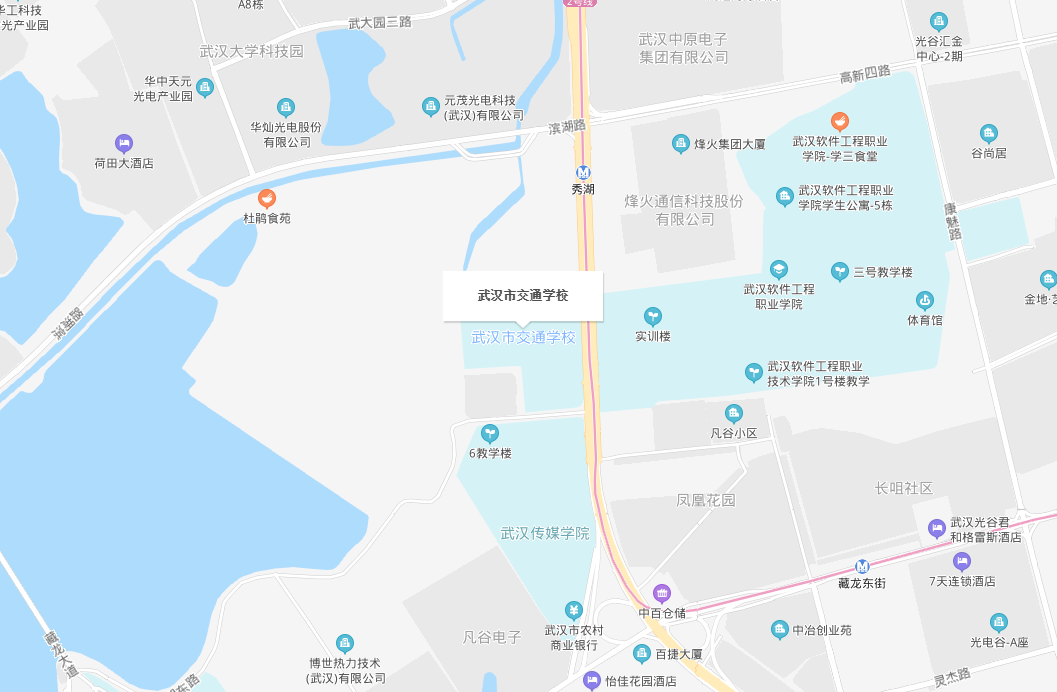 华工科技
光产业园
A8栋
2号线
武大园三路
武汉大学科技园
武汉中原电子
集团有限公司
光谷汇金
中心-2期
高新四路
华中天元
光电产业园
元茂光电科技
(武汉)有限公司
华灿光电股份
有限公司
滨湖路
武汉软件工程职业
学院-学三食堂
烽火集团大厦
谷尚居
荷田大酒店
秀湖
武汉软件工程职业
学院学生公寓-5栋
烽火通信科技股份
有限公司
杜鹃食苑
康魅路
武汉软件工程
职业学院
三号教学楼
金地·艺
武汉市交通学校
体育馆
武汉市交通学校
实训楼
武汉软件工程职业
技术学院1号楼教学
凡谷小区
6教学楼
凤凰花园
长咀社区
武汉传媒学院
武汉光谷君
和格雷斯酒店
藏龙东街
7天连锁酒店
中百仓储
武汉市农村
商业银行
中冶创业苑
凡谷电子
光电谷-A座
藏龙大道
博世热力技术
(武汉)有限公司
百捷大厦
怡佳花园酒店
东路
灵杰路